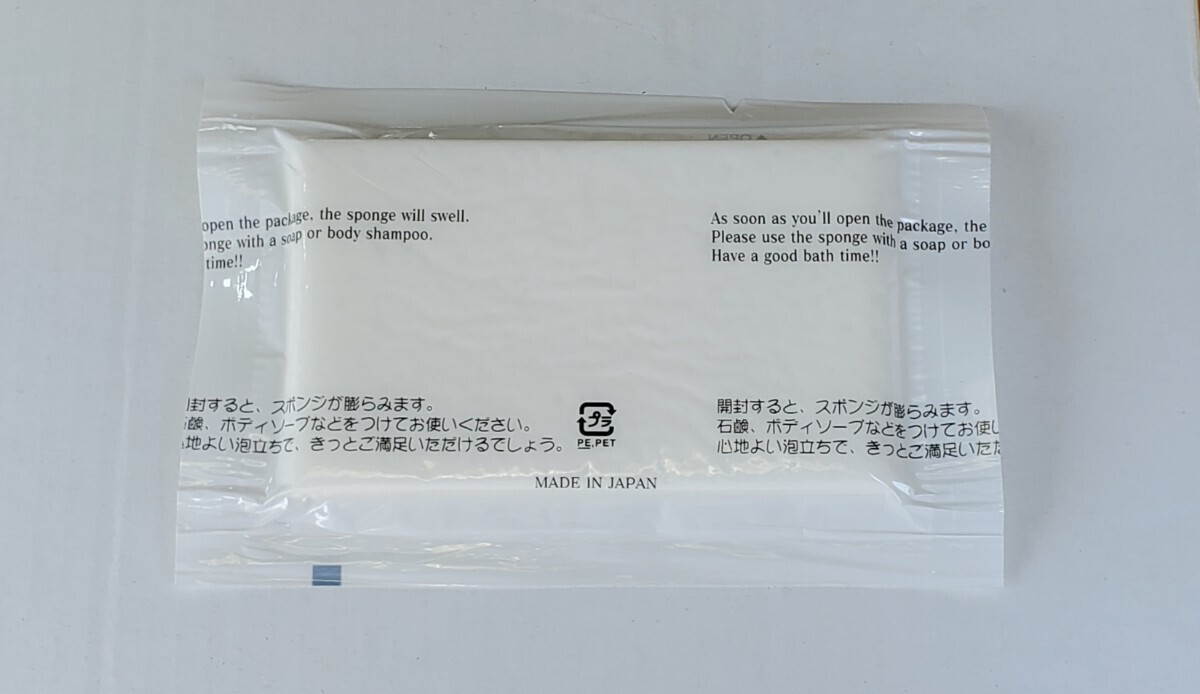 OPEN
open the package, the sponge will swell.
sponge with a soap or body shampoo.
time!!
As soon as you'll open the package, the
Please use the sponge with a soap or bo
Have a good bath time!!
封すると、スポンジが膨らみます。
鹸、ボディソープなどをつけてお使いください。
地よい泡立ちで、きっとご満足いただけるでしょう。
プラ
PE,PET
開封すると、スポンジが膨らみます。
石鹸、ボディソープなどをつけてお使い
心地よい泡立ちで、きっとご満足いただ
MADE IN JAPAN